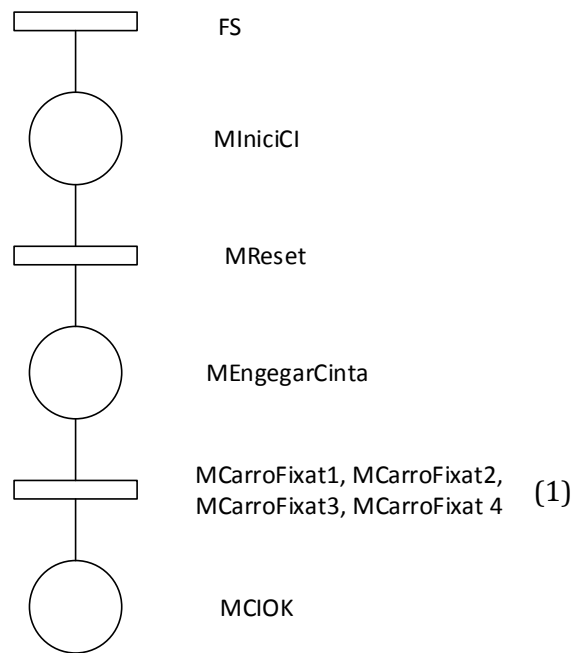 FS
MIniciCI
MReset
MEngegarCinta
MCarroFixat1, MCarroFixat2,
MCarroFixat3, MCarroFixat 4 (1)
MCIOK